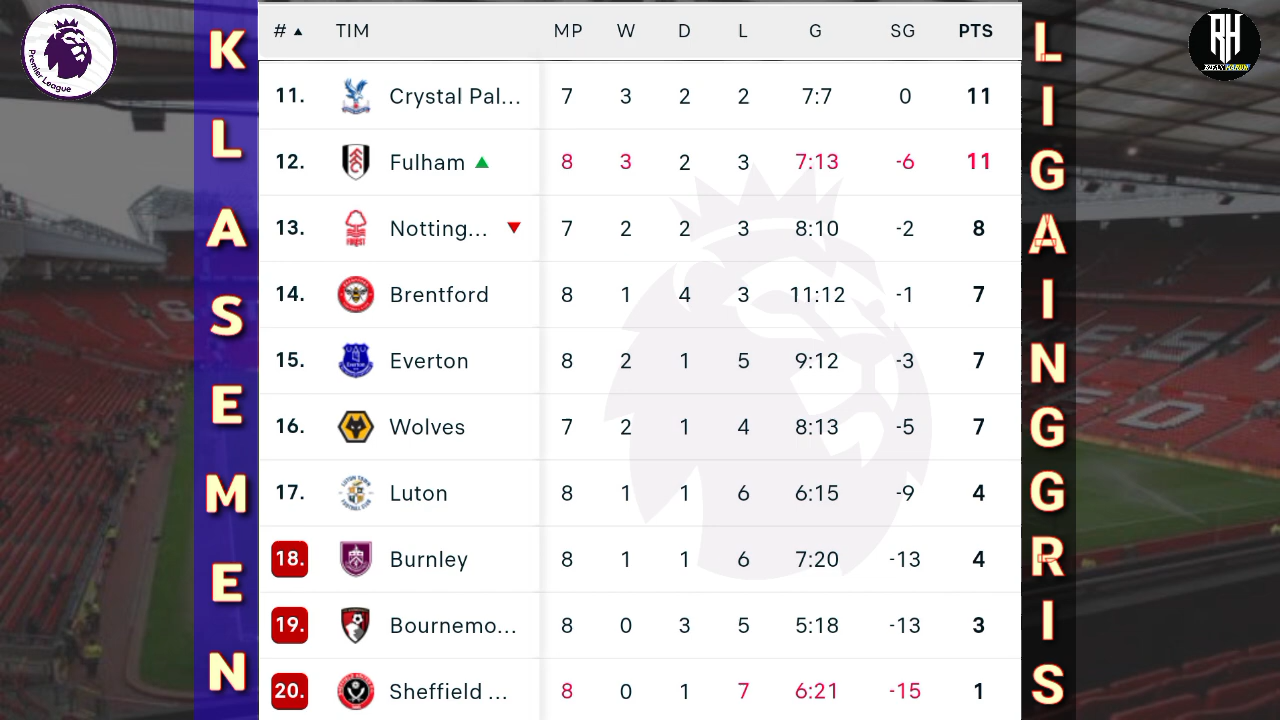 Premier League
KLASEMEN
# ▲ TIM MP W D L G SG PTS
11. Crystal Pal... 7 3 2 2 7:7 0 11
12. Fulham ▲ 8 3 2 3 7:13 -6 11
13. Notting... ▼ 7 2 2 3 8:10 -2 8
14. Brentford 8 1 4 3 11:12 -1 7
15. Everton 8 2 1 5 9:12 -3 7
16. Wolves 7 2 1 4 8:13 -5 7
17. Luton 8 1 1 6 6:15 -9 4
18. Burnley 8 1 1 6 7:20 -13 4
19. Bournemo... 8 0 3 5 5:18 -13 3
20. Sheffield ... 8 0 1 7 6:21 -15 1
LIGAINGGRIS
RH